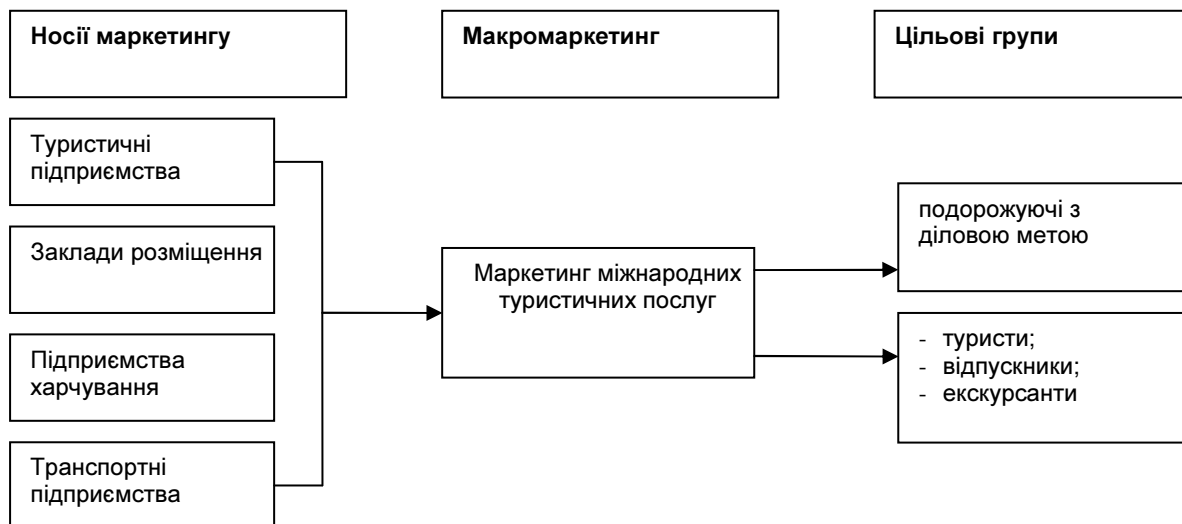 Носії маркетингу
Макромаркетинг
Цільові групи
Туристичні
підприємства
Заклади розміщення
Підприємства
харчування
Транспортні
підприємства
Маркетинг міжнародних
туристичних послуг
подорожуючі з
діловою метою
- туристи;
- відпускники;
- екскурсанти